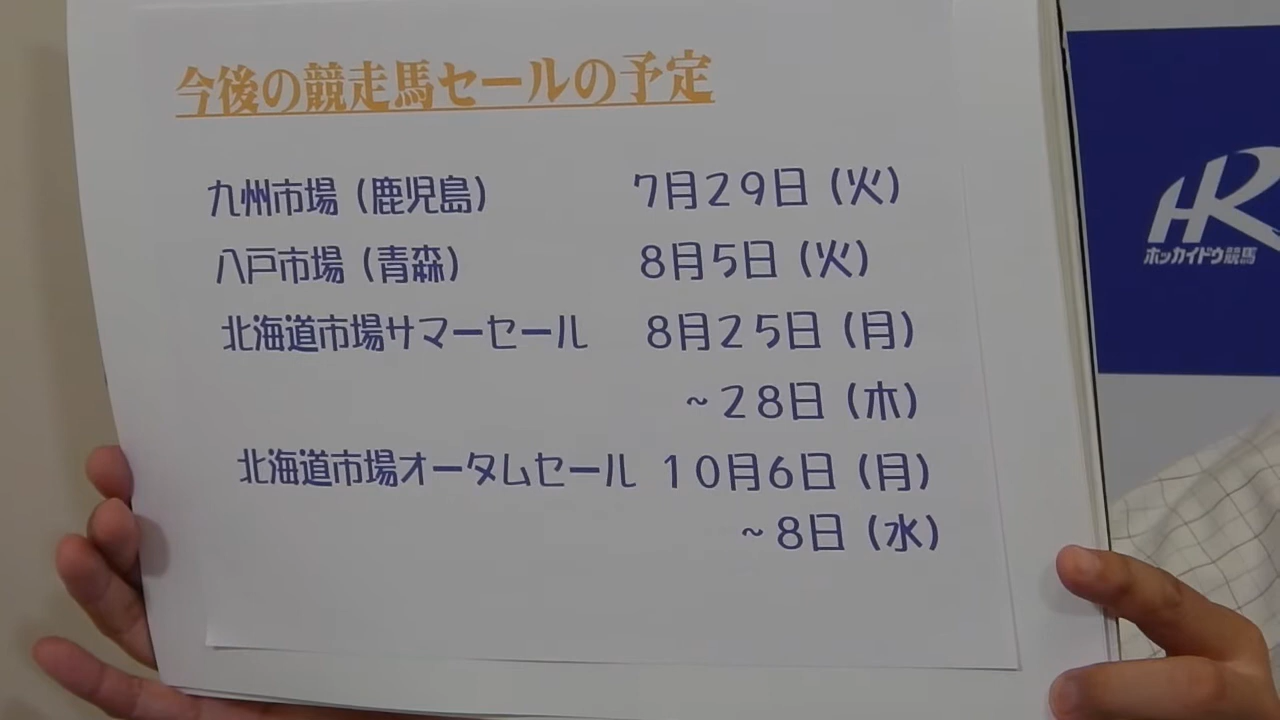 今後の競走馬セールの予定
九州市場（鹿児島） 7月29日（火）
八戸市場（青森） 8月5日（火）
北海道市場サマーセール 8月25日（月）
~28日（木）
北海道市場オータムセール 10月6日（月）
~8日（水）
HR
ホッカイドウ競馬